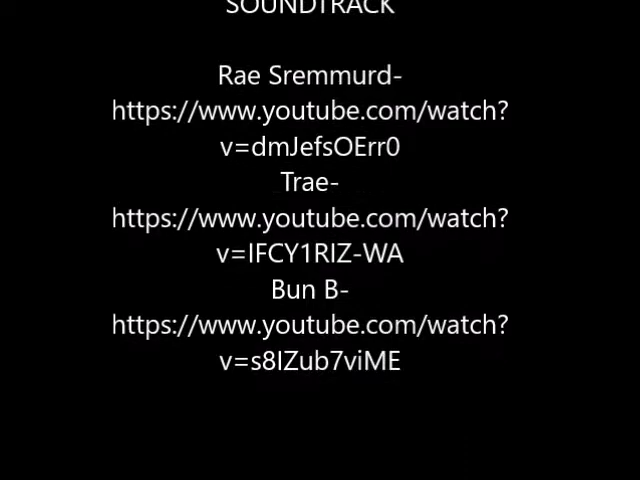 SOUNDTRACK
Rae Sremmurd-
https://www.youtube.com/watch?
v=dmJefsOErr0
Trae-
https://www.youtube.com/watch?
v=IFCY1RIZ-WA
Bun B-
https://www.youtube.com/watch?
v=s8IZub7viME